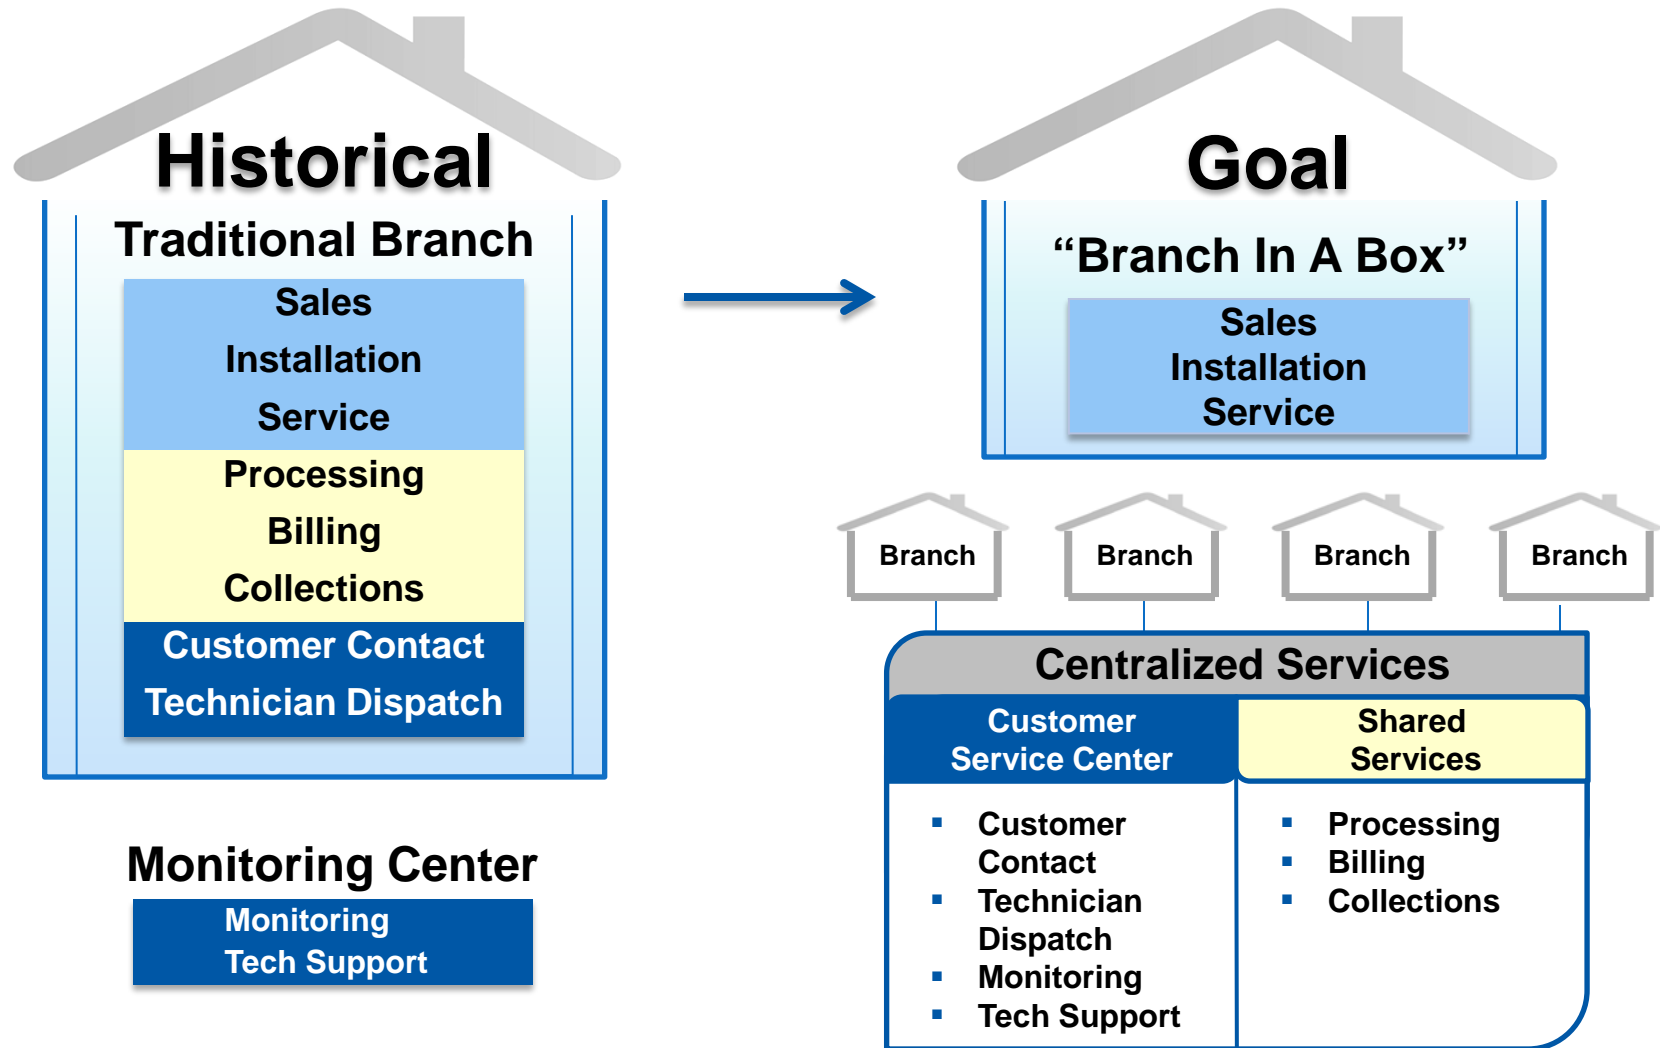 Historical
Traditional Branch
Sales
Installation
Service
Processing
Billing
Collections
Customer Contact
Technician Dispatch
Monitoring Center
Monitoring
Tech Support
Goal
“Branch In A Box”
Sales
Installation
Service
Branch
Branch
Branch
Branch
Centralized Services
Customer
Service Center
▪ Customer
Contact
▪ Technician
Dispatch
▪ Monitoring
▪ Tech Support
Shared
Services
▪ Processing
▪ Billing
▪ Collections